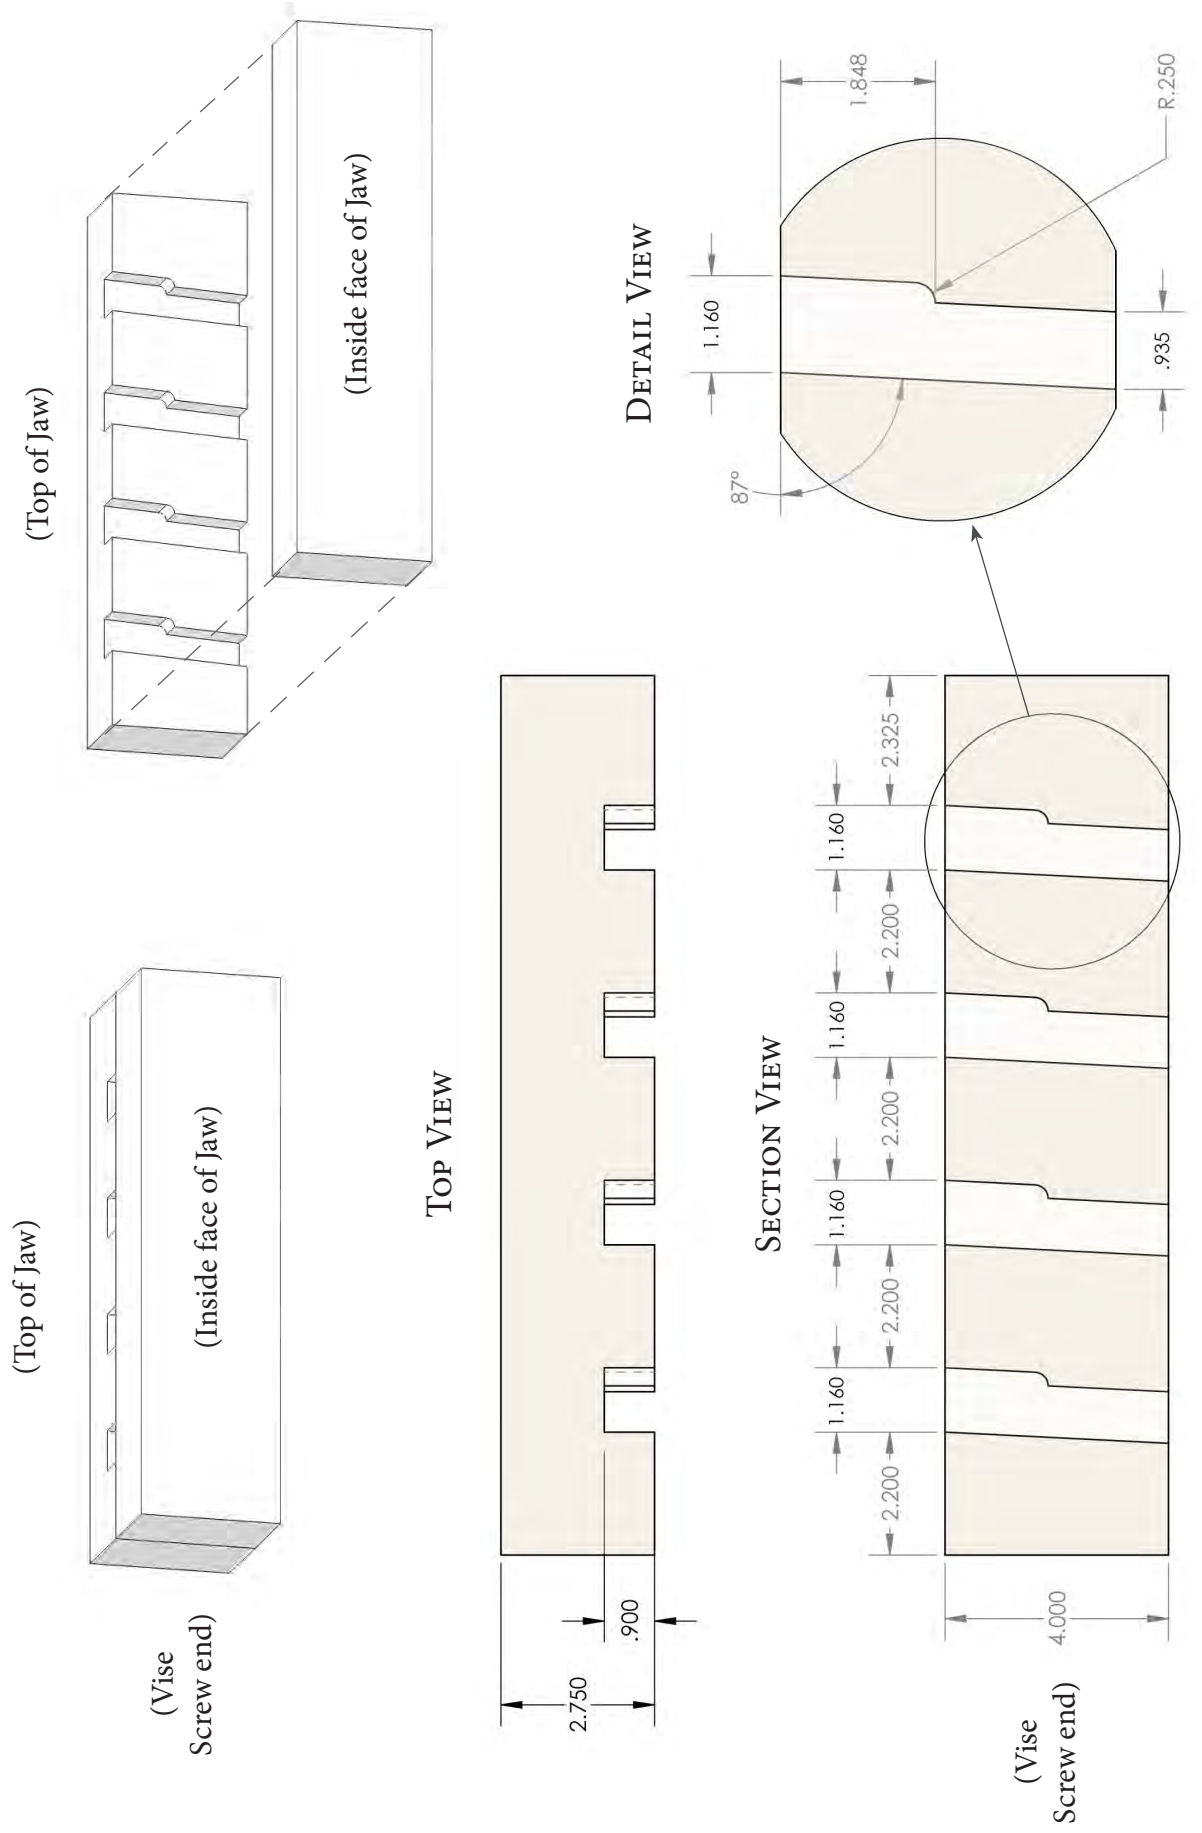 (Top of Jaw)
(Inside face of Jaw)
(Vise
Screw end)
(Top of Jaw)
(Inside face of Jaw)
TOP VIEW
2.750
.900
SECTION VIEW
1.160
1.160
1.160
1.160
2.200
2.200
2.200
2.200
2.325
4.000
(Vise
Screw end)
DETAIL VIEW
1.160
1.848
87°
.935
R.250